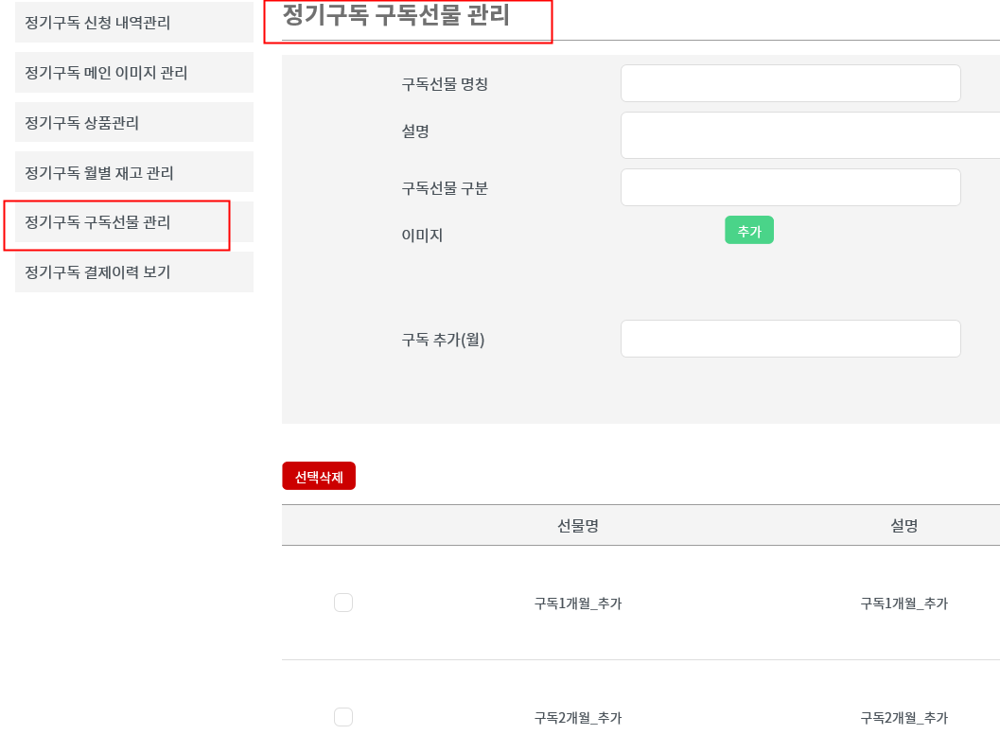 정기구독 신청 내역관리
정기구독 메인 이미지 관리
정기구독 상품관리
정기구독 월별 재고 관리
정기구독 구독선물 관리
정기구독 결제이력 보기
정기구독 구독선물 관리
구독선물 명칭
설명
구독선물 구분
이미지 추가
구독 추가(월)
선택삭제
선물명 설명
구독1개월_추가 구독1개월_추가
구독2개월_추가 구독2개월_추가